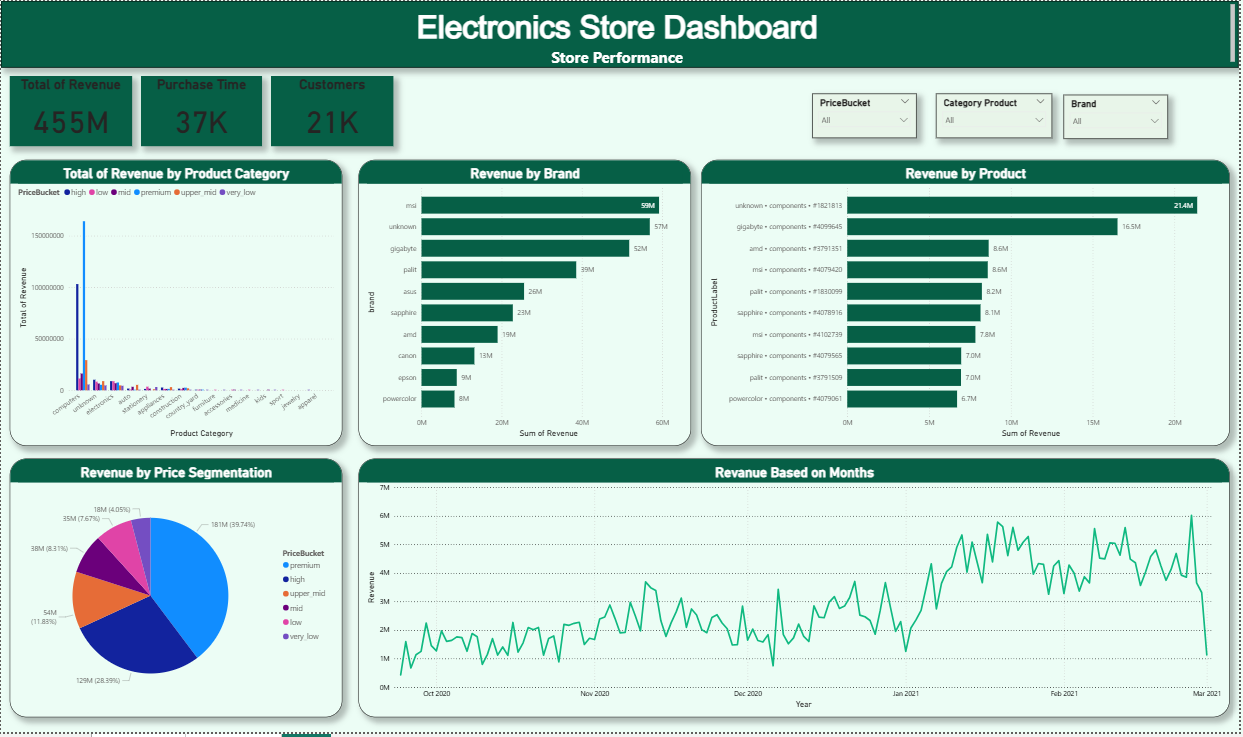 Electronics Store Dashboard
Store Performance
Total of Revenue
455M
Purchase Time
37K
Customers
21K
PriceBucket
All
Category Product
All
Brand
All
Total of Revenue by Product Category
PriceBucket high low mid premium upper_mid very_low
Total of Revenue
150000000
100000000
50000000
0
computers
unknown
electronics
auto
stationery
appliances
construction
country_yard
furniture
accessories
medicine
kids
sport
jewelry
apparel
Product Category
Revenue by Brand
brand
msi 59M
unknown 57M
gigabyte 52M
palit 39M
asus 26M
sapphire 23M
amd 19M
canon 13M
epson 9M
powercolor 8M
0M 20M 40M 60M
Sum of Revenue
Revenue by Product
ProductLabel
unknown • components • #1821813 21.4M
gigabyte • components • #4099645 16.5M
amd • components • #3791351 8.6M
msi • components • #4079420 8.6M
palit • components • #1830099 8.2M
sapphire • components • #4078916 8.1M
msi • components • #4102739 7.8M
sapphire • components • #4079565 7.0M
palit • components • #3791509 7.0M
powercolor • components • #4079061 6.7M
0M 5M 10M 15M 20M
Sum of Revenue
Revenue by Price Segmentation
18M (4.05%)
35M (7.67%)
38M (8.31%)
54M
(11.83%)
129M (28.39%)
181M (39.74%)
PriceBucket
premium
high
upper_mid
mid
low
very_low
Revanue Based on Months
Revenue
7M
6M
5M
4M
3M
2M
1M
0M
Oct 2020 Nov 2020 Dec 2020 Jan 2021 Feb 2021 Mar 2021
Year